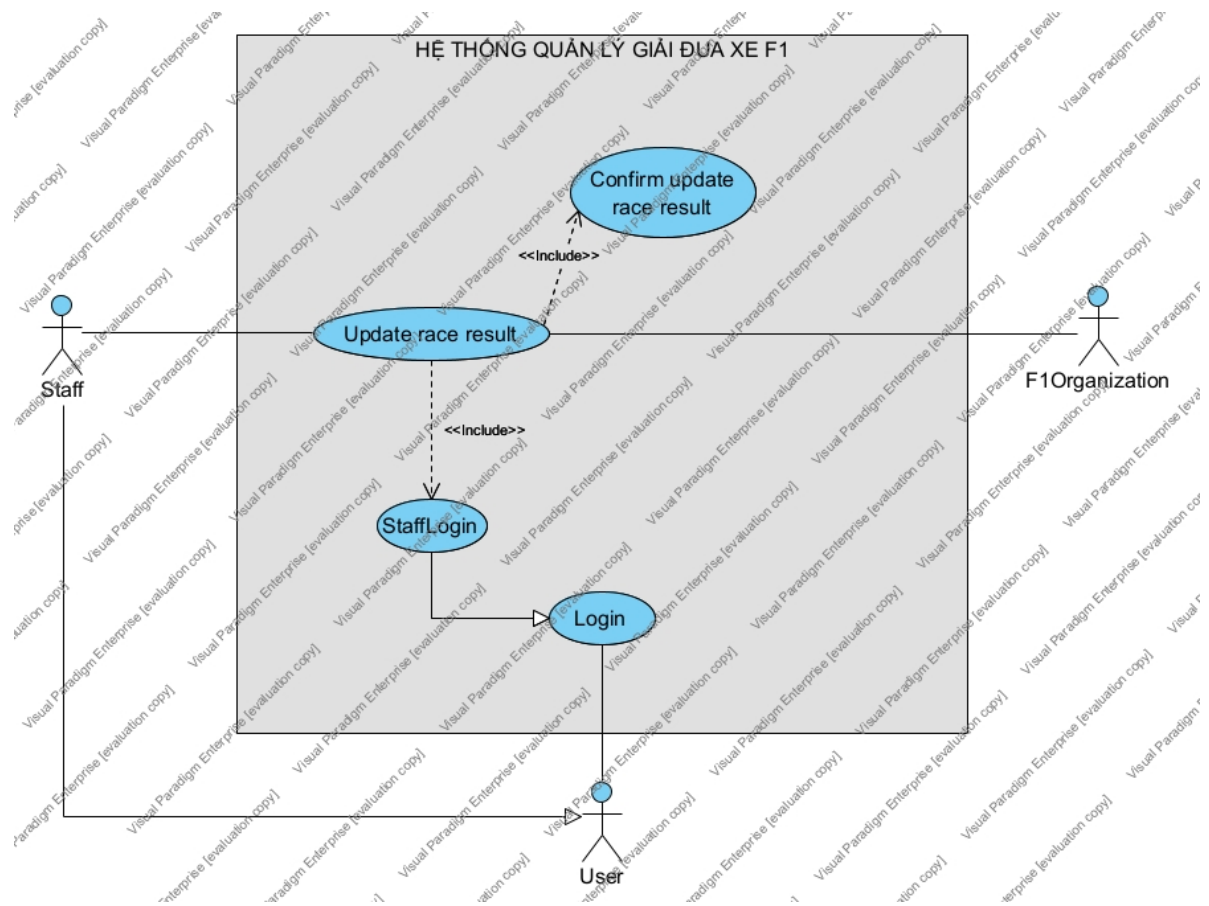 HỆ THỐNG QUẢN LÝ GIẢI ĐUA XE F1
Confirm update
race result
<<Include>>
Update race result
Staff
F1Organization
<<Include>>
StaffLogin
Login
User
Visual Paradigm Enterprise [evaluation copy]